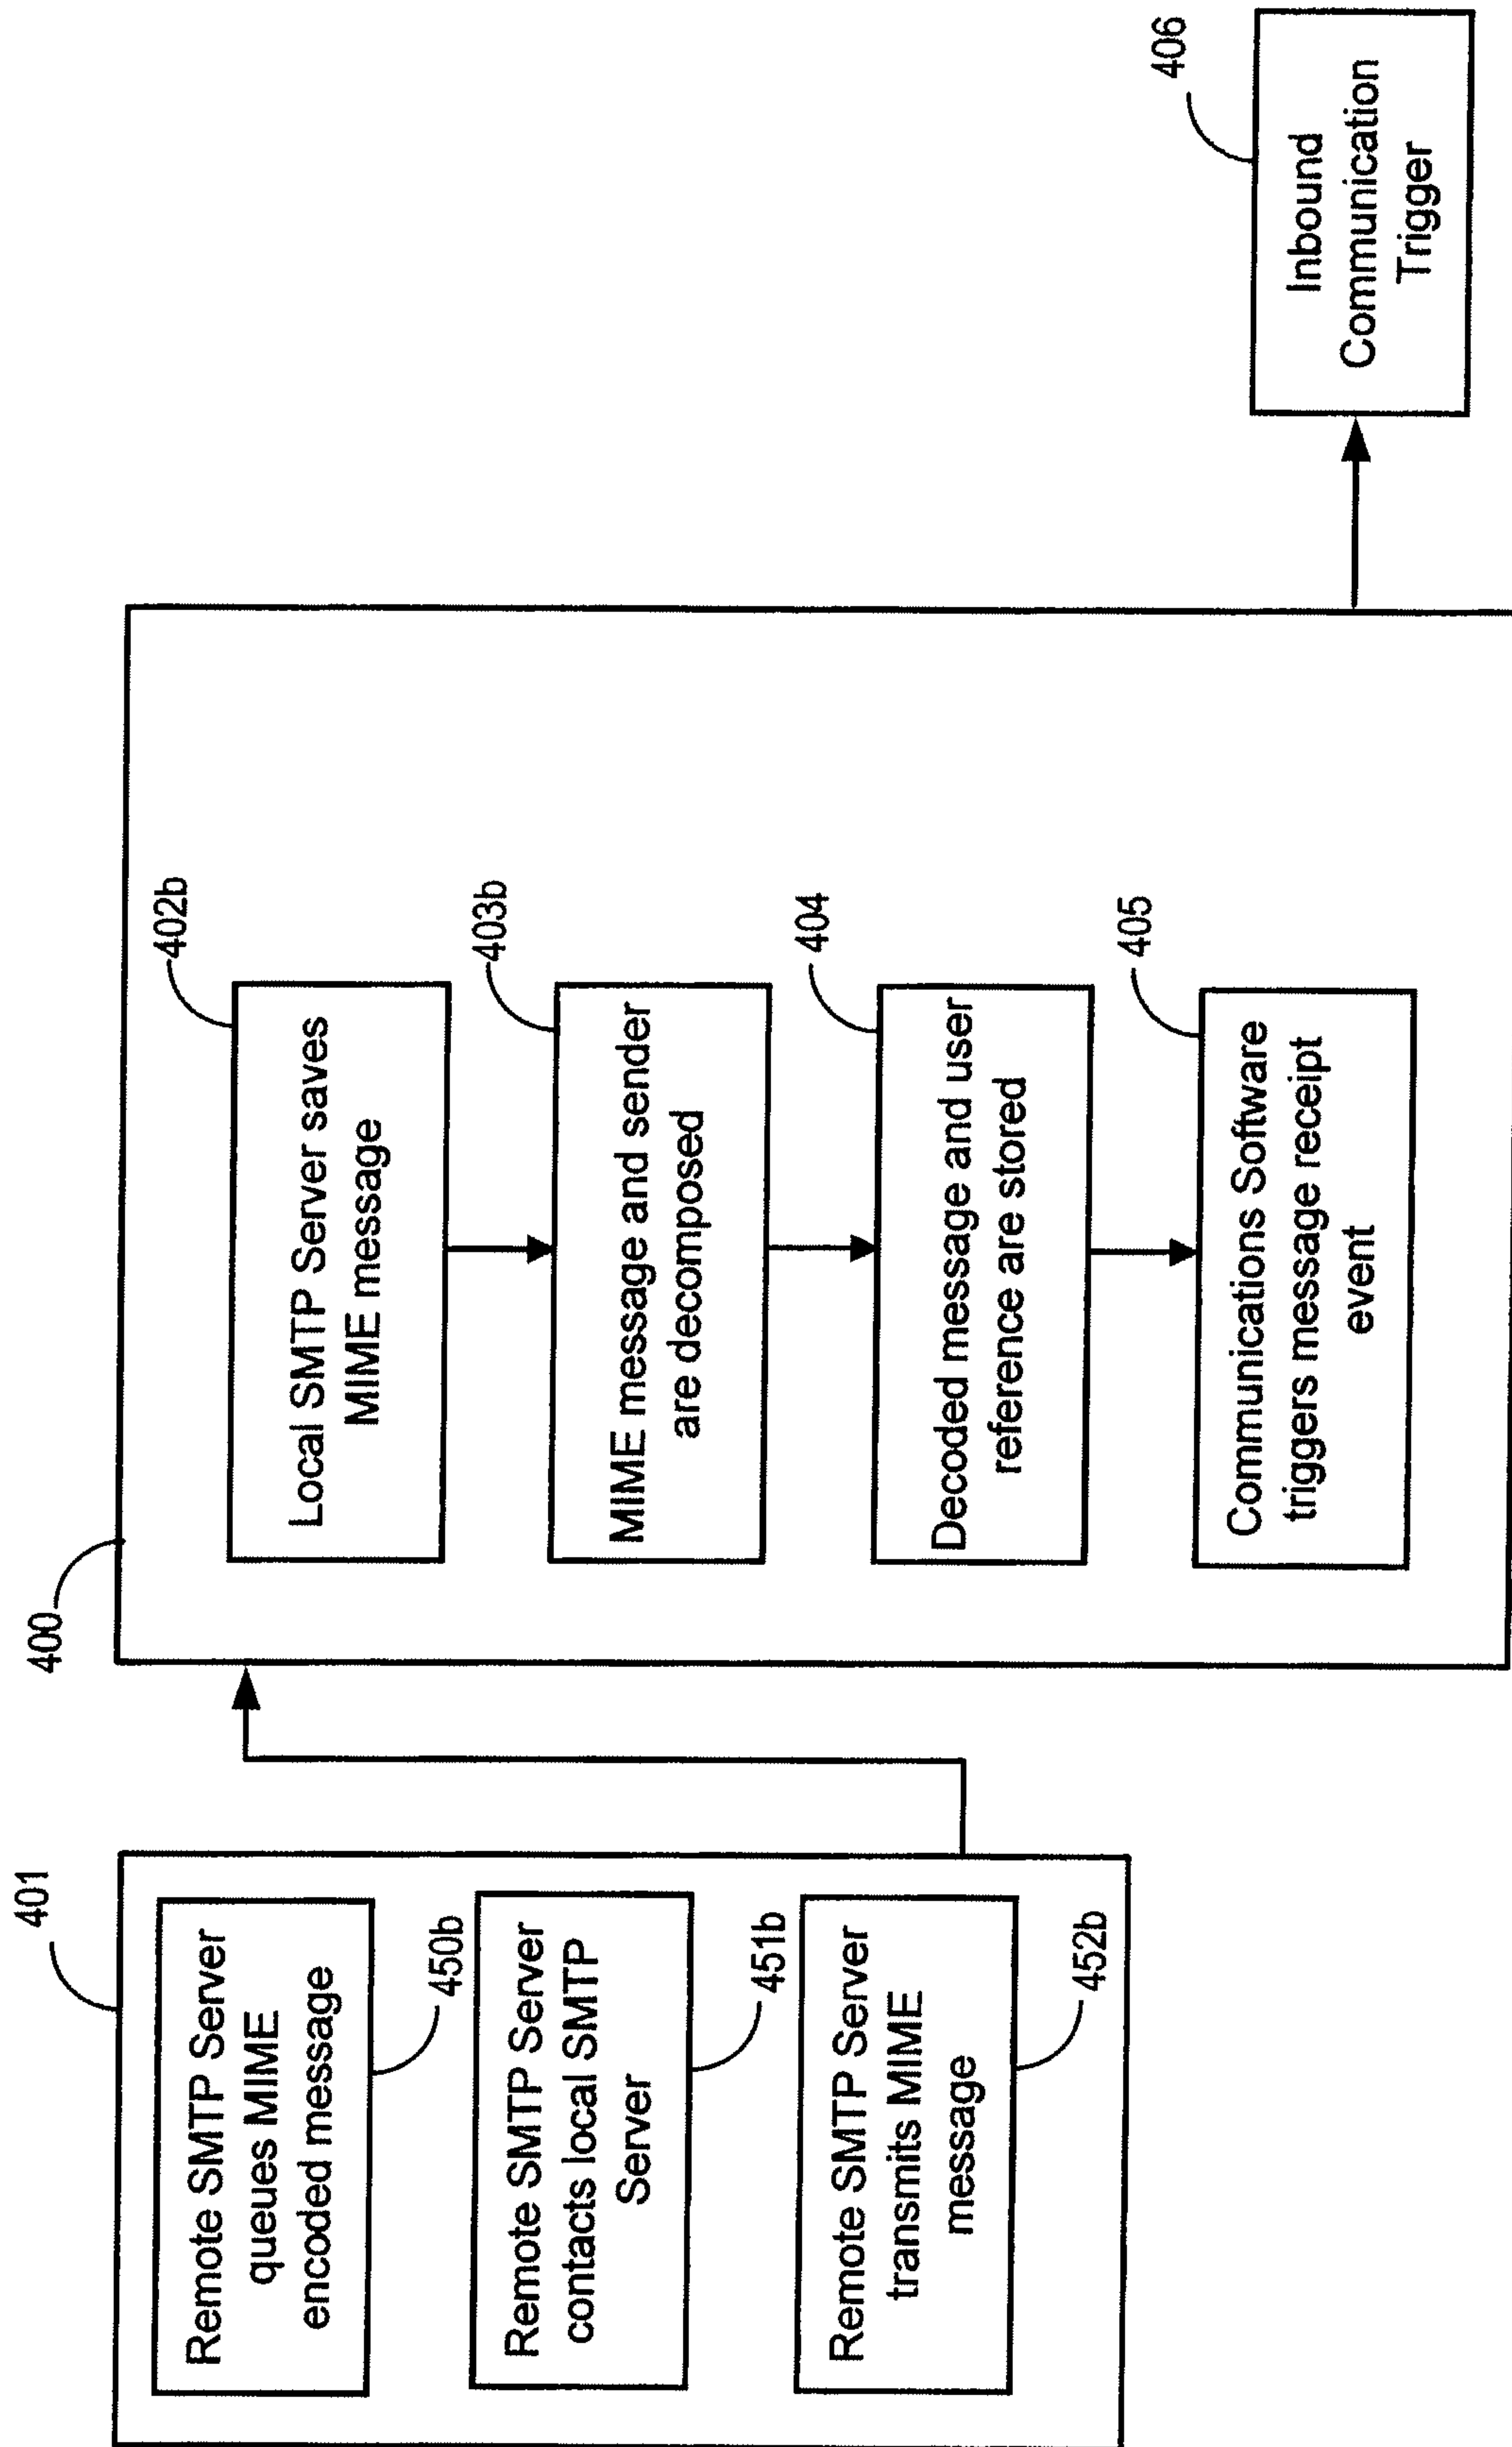 401
Remote SMTP Server
queues MIME
encoded message
450b
Remote SMTP Server
contacts local SMTP
Server
451b
Remote SMTP Server
transmits MIME
message
452b
400
Local SMTP Server saves
MIME message
402b
MIME message and sender
are decomposed
403b
Decoded message and user
reference are stored
404
Communications Software
triggers message receipt
event
405
Inbound
Communication
Trigger
406